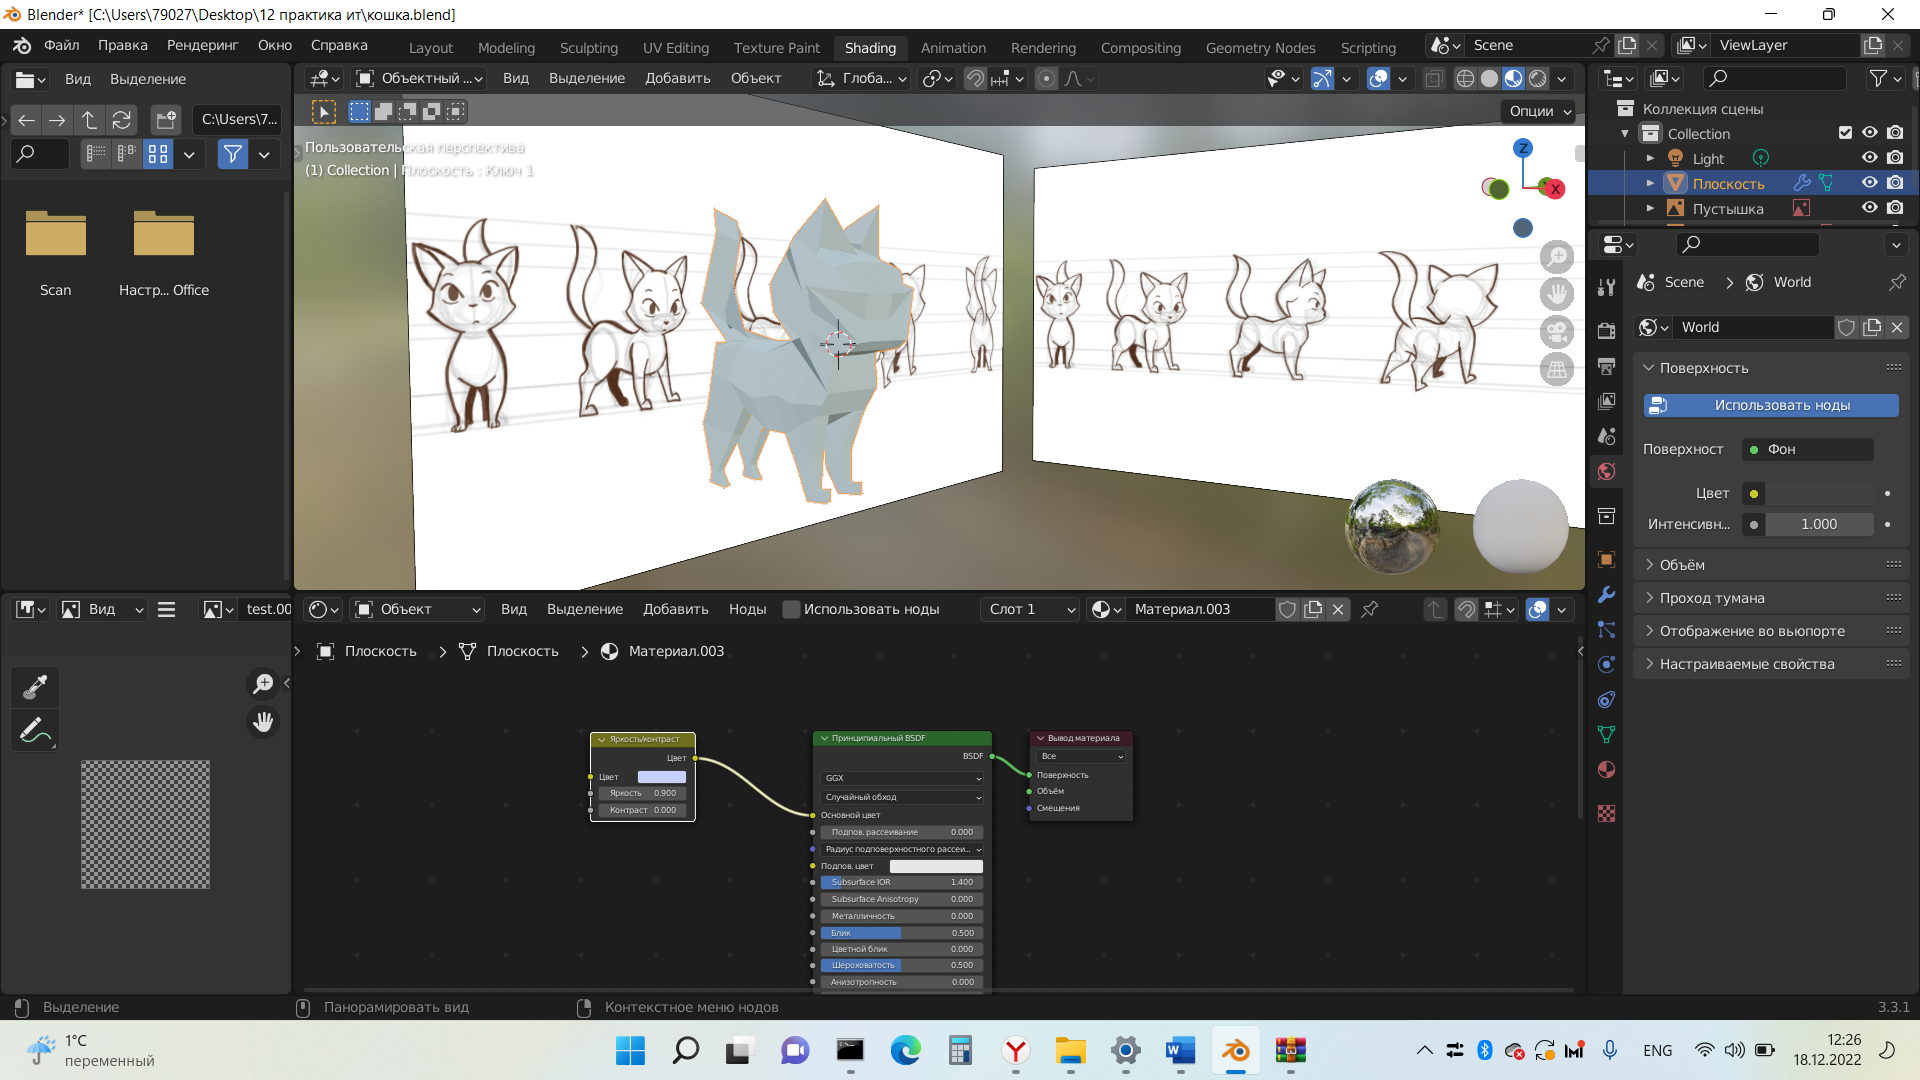 Blender* [C:\Users\79027\Desktop\12 практика ит\кошка.blend]
Файл Правка Рендеринг Окно Справка Layout Modeling Sculpting UV Editing Texture Paint Shading Animation Rendering Compositing Geometry Nodes Scripting Scene ViewLayer
Вид Выделение
Объектный ... Вид Выделение Добавить Объект Глоба...
C:\Users\7...
Опции
Scan
Настр... Office
Пользовательская перспектива
(1) Collection | Плоскость : Ключ 1
Z
X
Коллекция сцены
Collection
Light
Плоскость
Пустышка
Scene World
World
Поверхность
Использовать ноды
Поверхност Фон
Цвет
Интенсивн... 1.000
Объём
Проход тумана
Отображение во вьюпорте
Настраиваемые свойства
Вид test.00
Объект Вид Выделение Добавить Ноды Использовать ноды Слот 1 Материал.003
Плоскость Плоскость Материал.003
Яркость/контраст
Цвет
Цвет
Яркость 0.900
Контраст 0.000
Принципиальный BSDF
BSDF
GGX
Случайный обход
Основной цвет
Подпов. рассеивание 0.000
Радиус подповерхностного рассеи...
Подпов. цвет
Subsurface IOR 1.400
Subsurface Anisotropy 0.000
Металличность 0.000
Блик 0.500
Цветной блик 0.000
Шероховатость 0.500
Анизотропность 0.000
Вывод материала
Все
Поверхность
Объём
Смещения
Выделение Панорамировать вид Контекстное меню нодов 3.3.1
1°C
переменный
ENG
12:26
18.12.2022